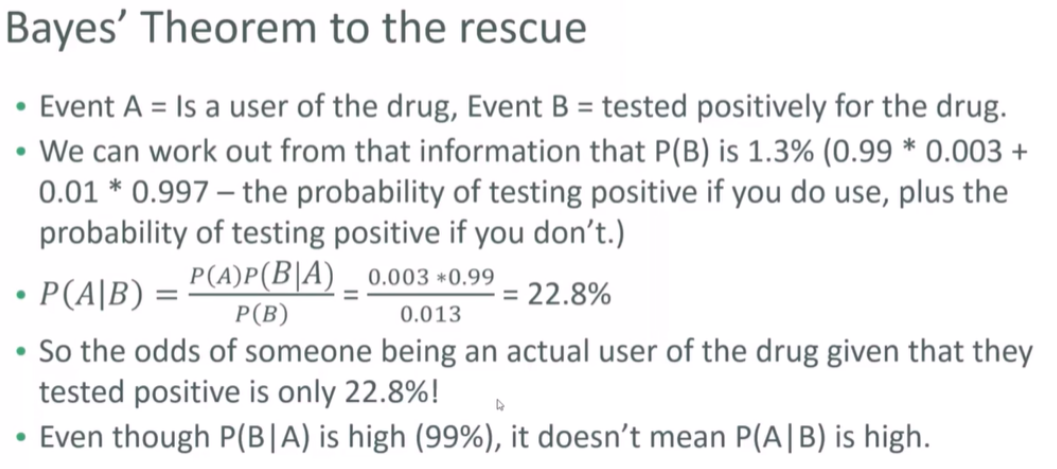 Bayes’ Theorem to the rescue
• Event A = Is a user of the drug, Event B = tested positively for the drug.
• We can work out from that information that P(B) is 1.3% (0.99 * 0.003 +
0.01 * 0.997 – the probability of testing positive if you do use, plus the
probability of testing positive if you don’t.)
• P(A|B) = P(A)P(B|A) / P(B) = 0.003 *0.99 / 0.013 = 22.8%
• So the odds of someone being an actual user of the drug given that they
tested positive is only 22.8%!
• Even though P(B|A) is high (99%), it doesn’t mean P(A|B) is high.